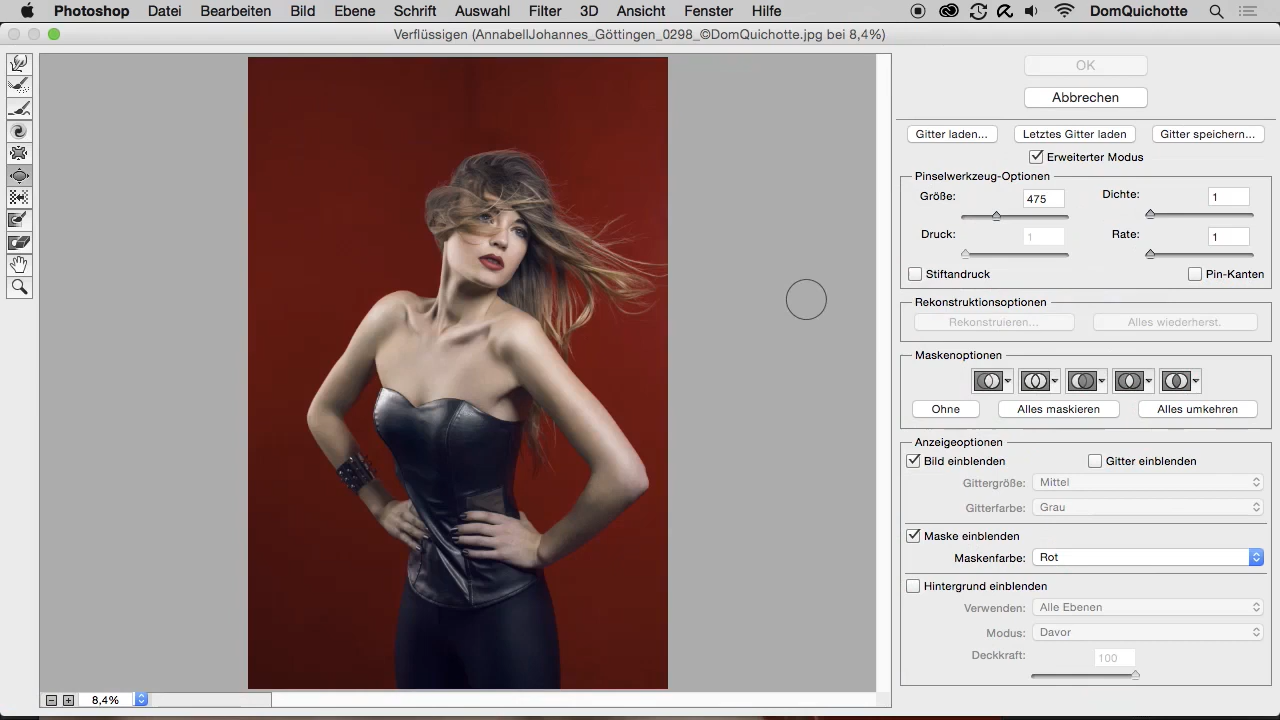 Photoshop Datei Bearbeiten Bild Ebene Schrift Auswahl Filter 3D Ansicht Fenster Hilfe DomQuichotte
Verflüssigen (AnnabellJohannes_Göttingen_0298_©DomQuichotte.jpg bei 8,4%)
OK
Abbrechen
Gitter laden... Letztes Gitter laden Gitter speichern...
Erweiterter Modus
Pinselwerkzeug-Optionen
Größe: 475 Dichte: 1
Druck: 1 Rate: 1
Stiftandruck Pin-Kanten
Rekonstruktionsoptionen
Rekonstruieren... Alles wiederherst.
Maskenoptionen
Ohne Alles maskieren Alles umkehren
Anzeigeoptionen
Bild einblenden Gitter einblenden
Gittergröße: Mittel
Gitterfarbe: Grau
Maske einblenden
Maskenfarbe: Rot
Hintergrund einblenden
Verwenden: Alle Ebenen
Modus: Davor
Deckkraft: 100
8,4%